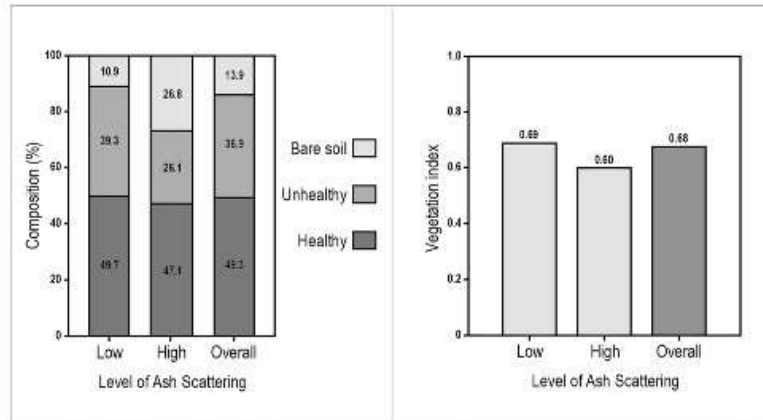 100
80
60
40
20
0
Composition (%)
10.9
26.8
13.9
39.3
26.1
36.9
49.7
47.1
49.3
Bare soil
Unhealthy
Healthy
Low High Overall
Level of Ash Scattering
1.0
0.8
0.6
0.4
0.2
0
Vegetation index
0.69
0.60
0.68
Low High Overall
Level of Ash Scattering